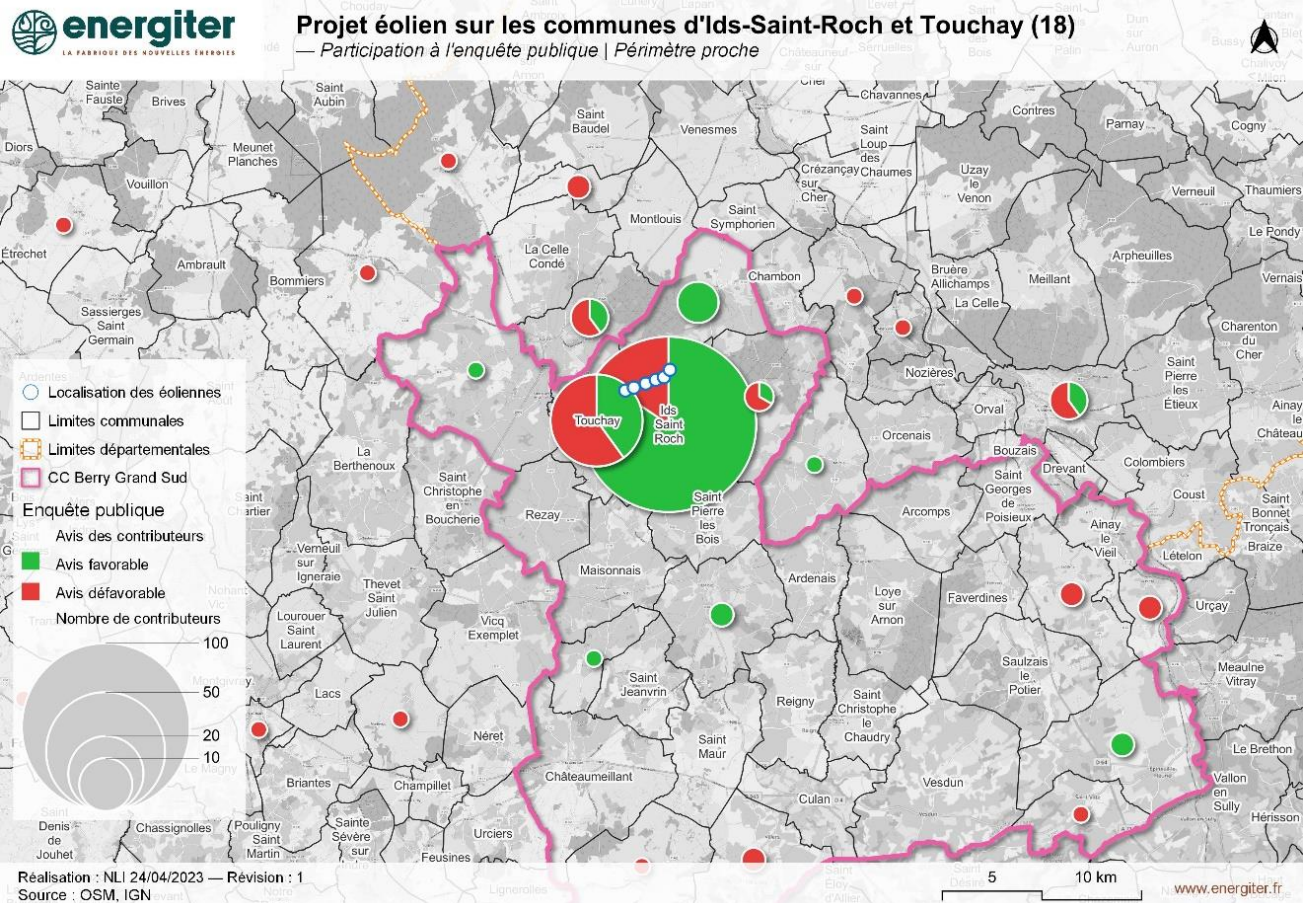 energiter
LA FABRIQUE DES NOUVELLES ÉNERGIES
Projet éolien sur les communes d'Ids-Saint-Roch et Touchay (18)
— Participation à l'enquête publique | Périmètre proche
Sainte
Fauste
Brives
Saint
Aubin
Saint
Baudel
Venesmes
Chavannes
Contres
Parnay
Cogny
Diors
Meunet
Planches
Saint
Loup
des
Chaumes
Crézançay
sur
Cher
Uzay
le
Venon
Vouillon
Verneuil
Thaumiers
Montlouis
Saint
Symphorien
Le Pondy
Étrechet
Ambrault
Bommiers
La Celle
Condé
Chambon
Bruère
Allichamps
Meillant
Arpheuilles
Vernais
La Celle
Sassierges
Saint
Germain
Charenton
du
Cher
Nozières
Saint
Pierre
les
Étieux
Orval
Ainay
le
Château
Touchay
Ids
Saint
Roch
Orcenais
Bouzais
Drevant
Colombiers
La
Berthenoux
Saint
Christophe
en
Boucherie
Rezay
Saint
Pierre
les
Bois
Arcomps
Saint
Georges
de
Poisieux
Coust
Saint
Bonnet
Tronçais
Ainay
le
Vieil
Braize
Lételon
Saint
Chartier
Verneuil
sur
Igneraie
Maisonnais
Ardenais
Thevet
Saint
Julien
Loye
sur
Arnon
Faverdines
Urçay
Lourouer
Saint
Laurent
Vicq
Exemplet
Saulzais
le
Potier
Meaulne
Vitray
Saint
Jeanvrin
Lacs
Reigny
Saint
Christophe
le
Chaudry
Néret
Saint
Maur
Le Brethon
Briantes
Champillet
Châteaumeillant
Culan
Vesdun
Vallon
en
Sully
Hérisson
Saint
Denis
de
Jouhet
Chassignolles
Pouligny
Saint
Martin
Sainte
Sévère
sur
Feusines
Urciers
Localisation des éoliennes
Limites communales
Limites départementales
CC Berry Grand Sud
Enquête publique
Avis des contributeurs
Avis favorable
Avis défavorable
Nombre de contributeurs
100
50
20
10
Réalisation : NLI 24/04/2023 — Révision : 1
Source : OSM, IGN
5 10 km
www.energiter.fr